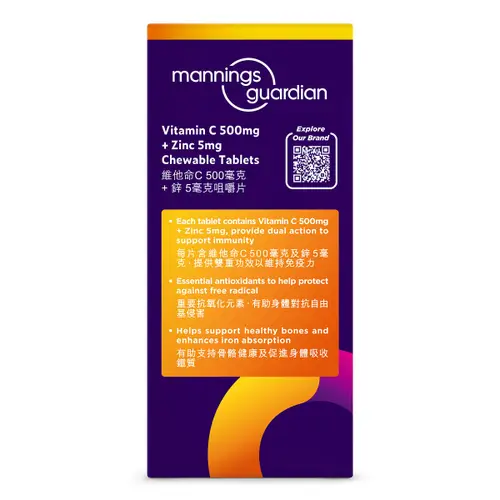 mannings
guardian
Vitamin C 500mg
+ Zinc 5mg
Chewable Tablets
維他命C 500毫克
+ 鋅 5毫克咀嚼片
Explore
Our Brand
• Each tablet contains Vitamin C 500mg
+ Zinc 5mg, provide dual action to
support immunity
每片含維他命C 500毫克及鋅 5毫
克，提供雙重功效以維持免疫力
• Essential antioxidants to help protect
against free radical
重要抗氧化元素，有助身體對抗自由
基侵害
• Helps support healthy bones and
enhances iron absorption
有助支持骨骼健康及促進身體吸收
鐵質